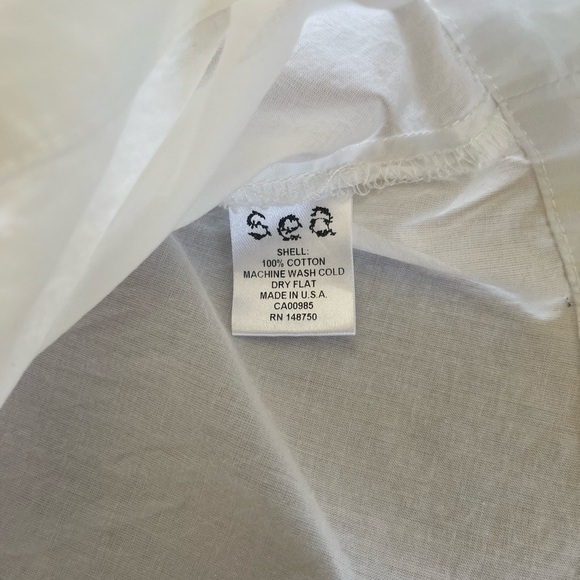 sea
SHELL:
100% COTTON
MACHINE WASH COLD
DRY FLAT
MADE IN U.S.A.
CA00985
RN 148750